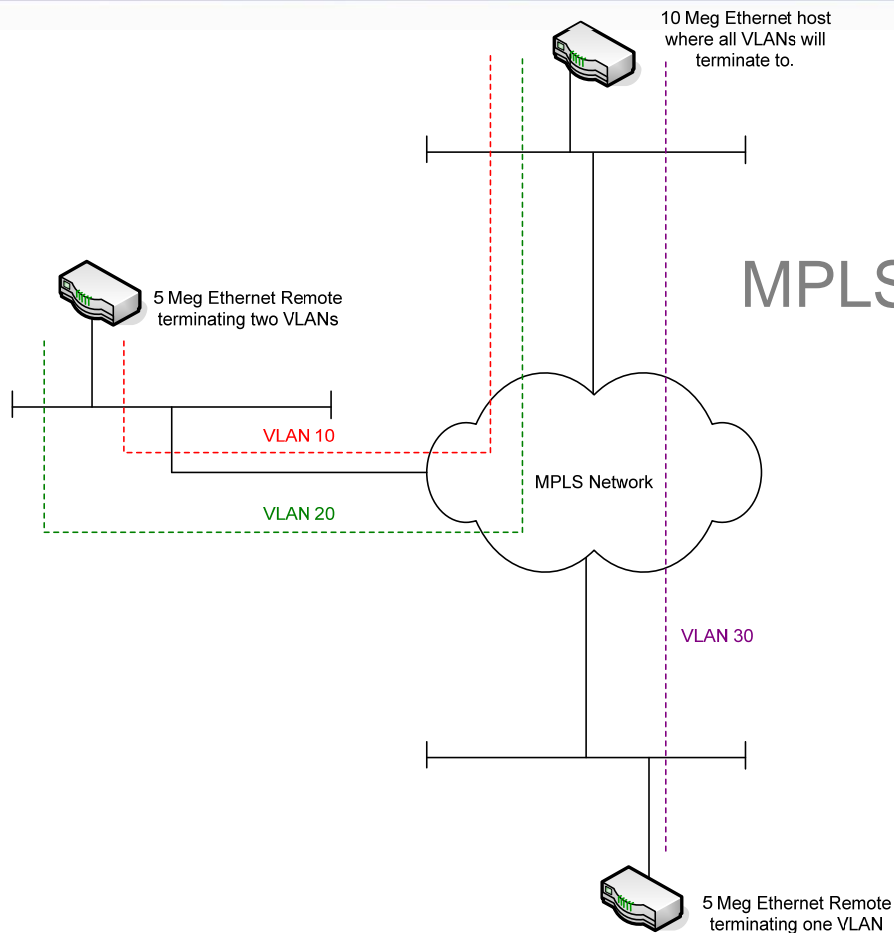 10 Meg Ethernet host
where all VLANs will
terminate to.
MPLS
5 Meg Ethernet Remote
terminating two VLANs
VLAN 10
MPLS Network
VLAN 20
VLAN 30
5 Meg Ethernet Remote
terminating one VLAN